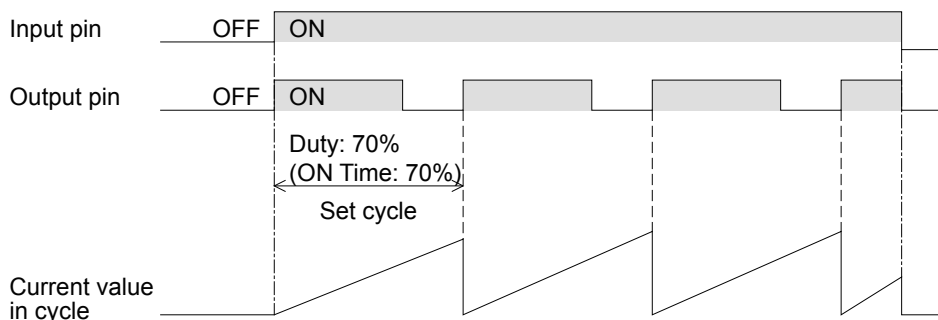 Input pin OFF ON
Output pin OFF ON
Duty: 70%
(ON Time: 70%)
Set cycle
Current value
in cycle